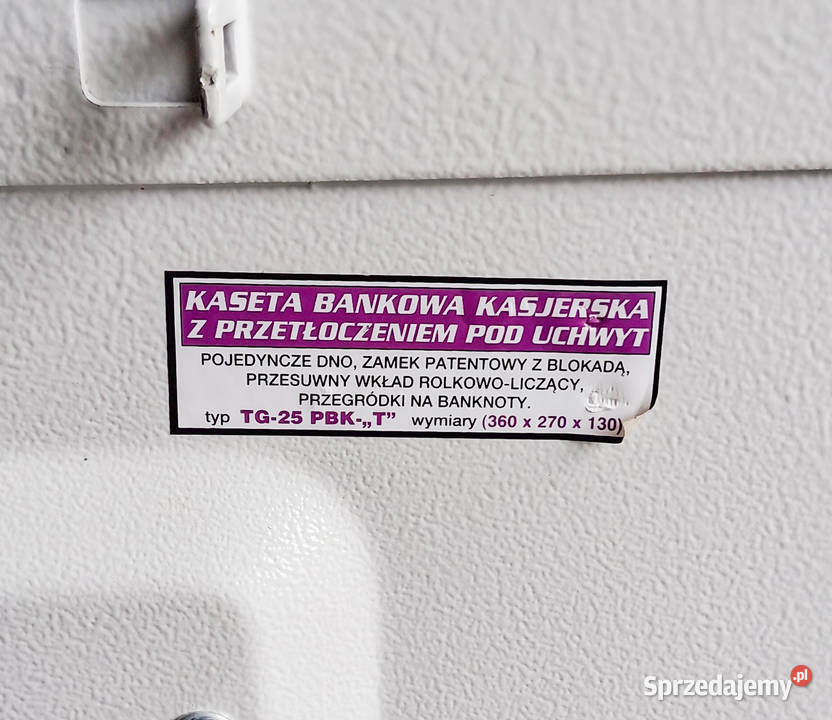 KASETA BANKOWA KASJERSKA
Z PRZETŁOCZENIEM POD UCHWYT
POJEDYNCZE DNO, ZAMEK PATENTOWY Z BLOKADĄ,
PRZESUWNY WKŁAD ROLKOWO-LICZĄCY,
PRZEGRÓDKI NA BANKNOTY.
typ TG-25 PBK-„T” wymiary (360 x 270 x 130)
Sprzedajemy.pl